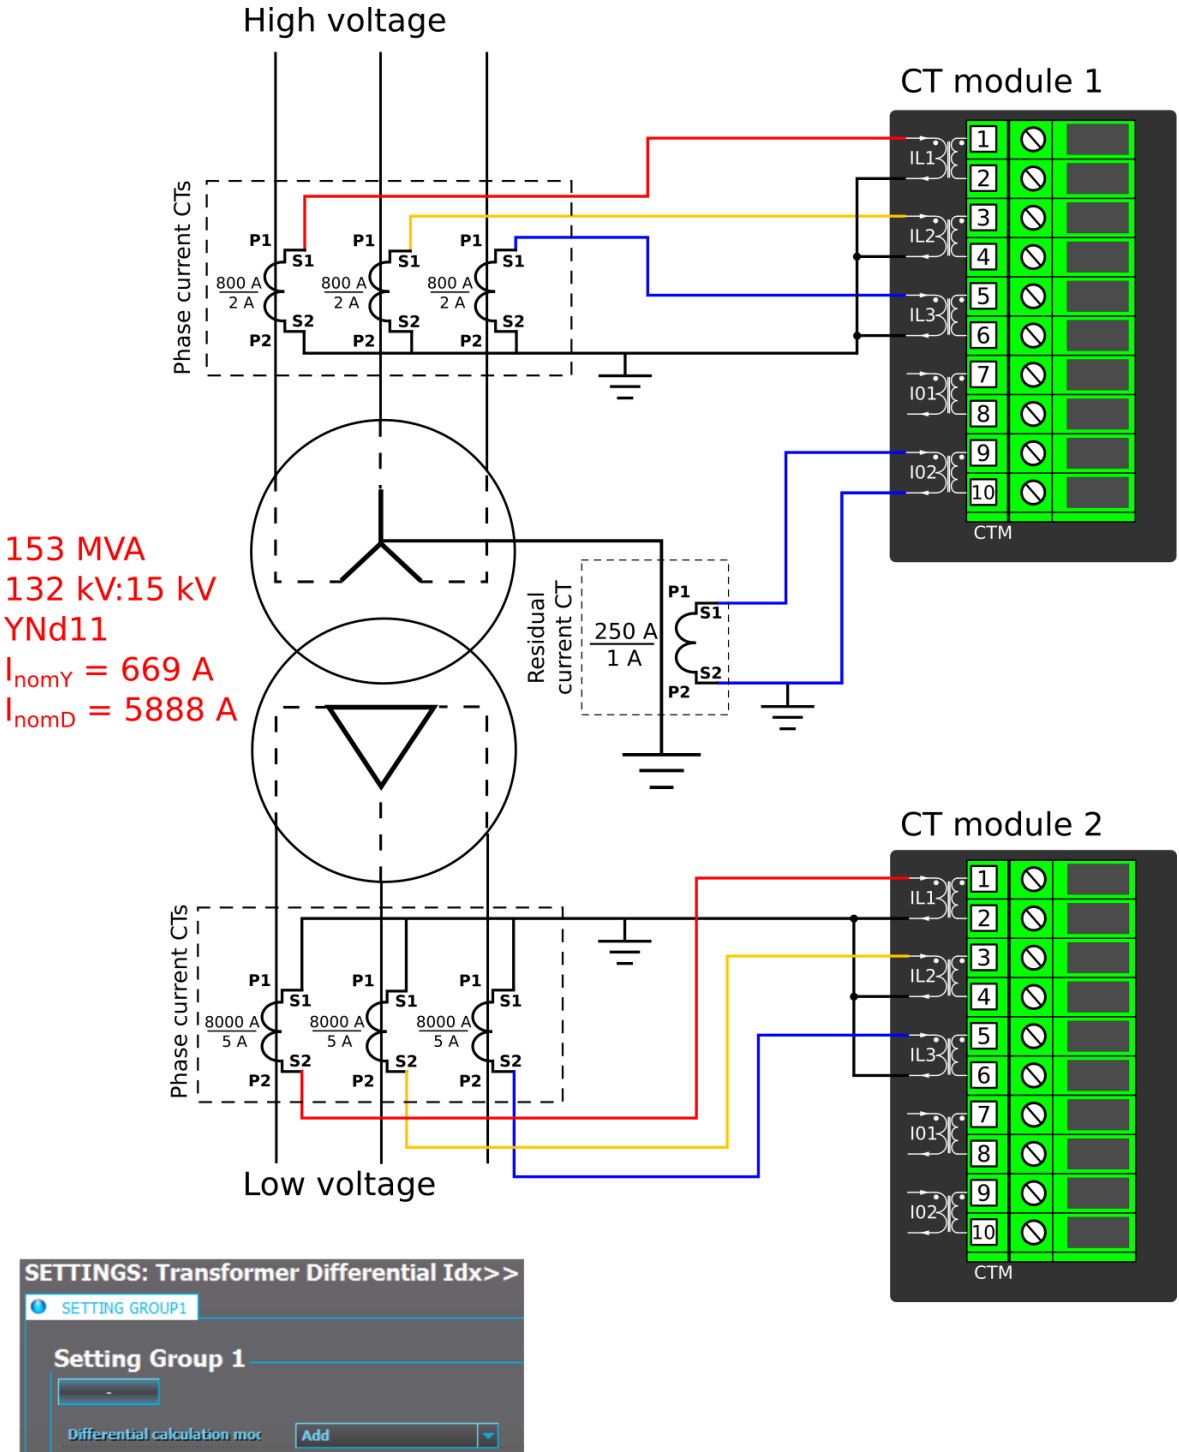 High voltage
CT module 1
Phase current CTs
P1 S1 800 A 2 A S2 P2
P1 S1 800 A 2 A S2 P2
P1 S1 800 A 2 A S2 P2
IL1 1
2
IL2 3
4
IL3 5
6
I01 7
8
I02 9
10
CTM
153 MVA
132 kV:15 kV
YNd11
InomY = 669 A
InomD = 5888 A
Residual
current CT
P1
S1
250 A
1 A
S2
P2
CT module 2
Phase current CTs
P1 S1 8000 A 5 A S2 P2
P1 S1 8000 A 5 A S2 P2
P1 S1 8000 A 5 A S2 P2
IL1 1
2
IL2 3
4
IL3 5
6
I01 7
8
I02 9
10
CTM
Low voltage
SETTINGS: Transformer Differential Idx>>
SETTING GROUP1
Setting Group 1
-
Differential calculation moc Add